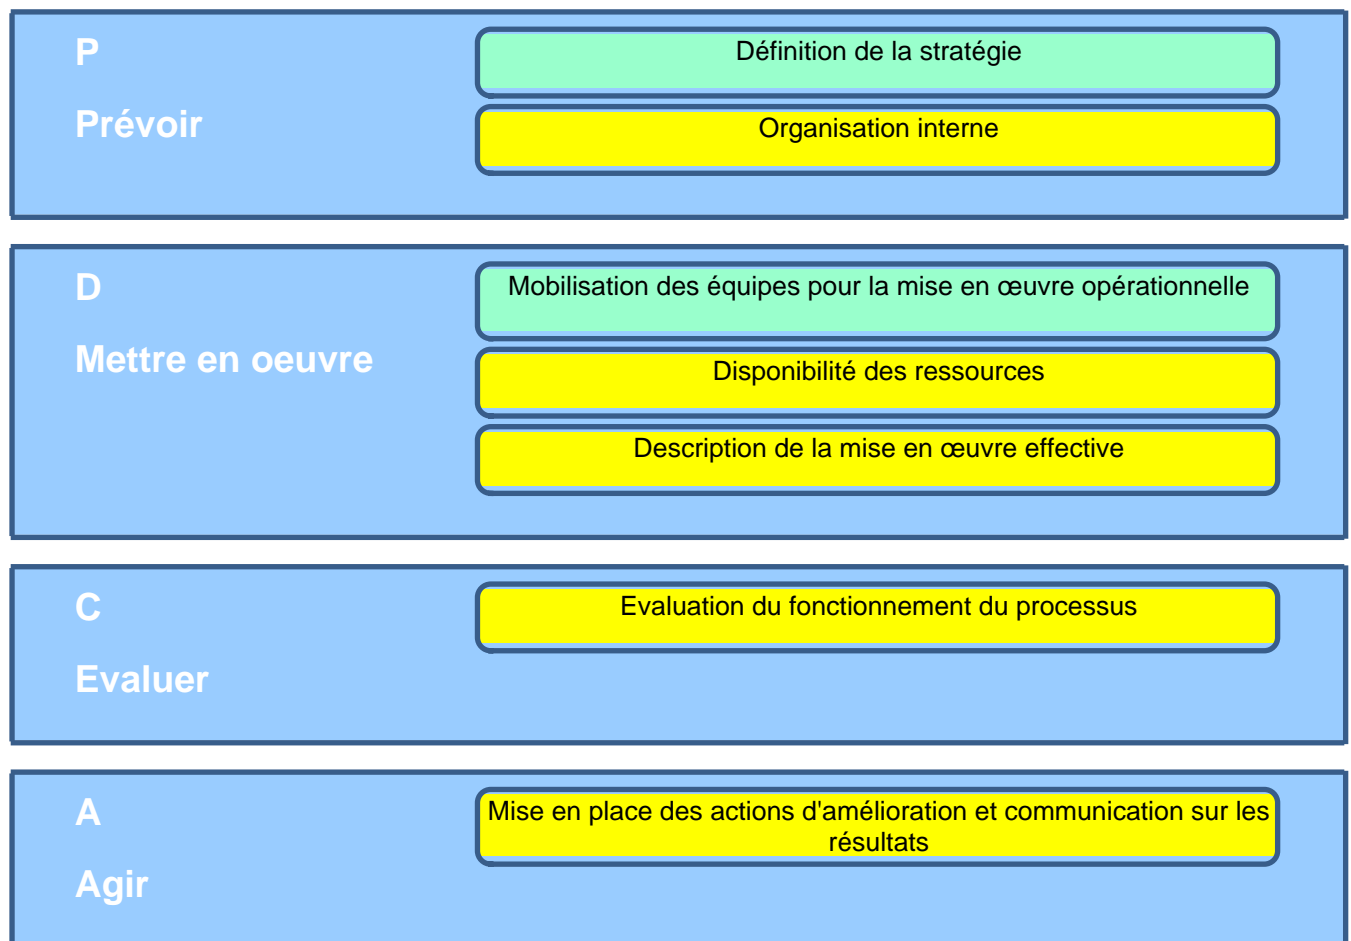 P
Prévoir
Définition de la stratégie
Organisation interne
D
Mettre en oeuvre
Mobilisation des équipes pour la mise en œuvre opérationnelle
Disponibilité des ressources
Description de la mise en œuvre effective
C
Evaluer
Evaluation du fonctionnement du processus
A
Agir
Mise en place des actions d'amélioration et communication sur les
résultats